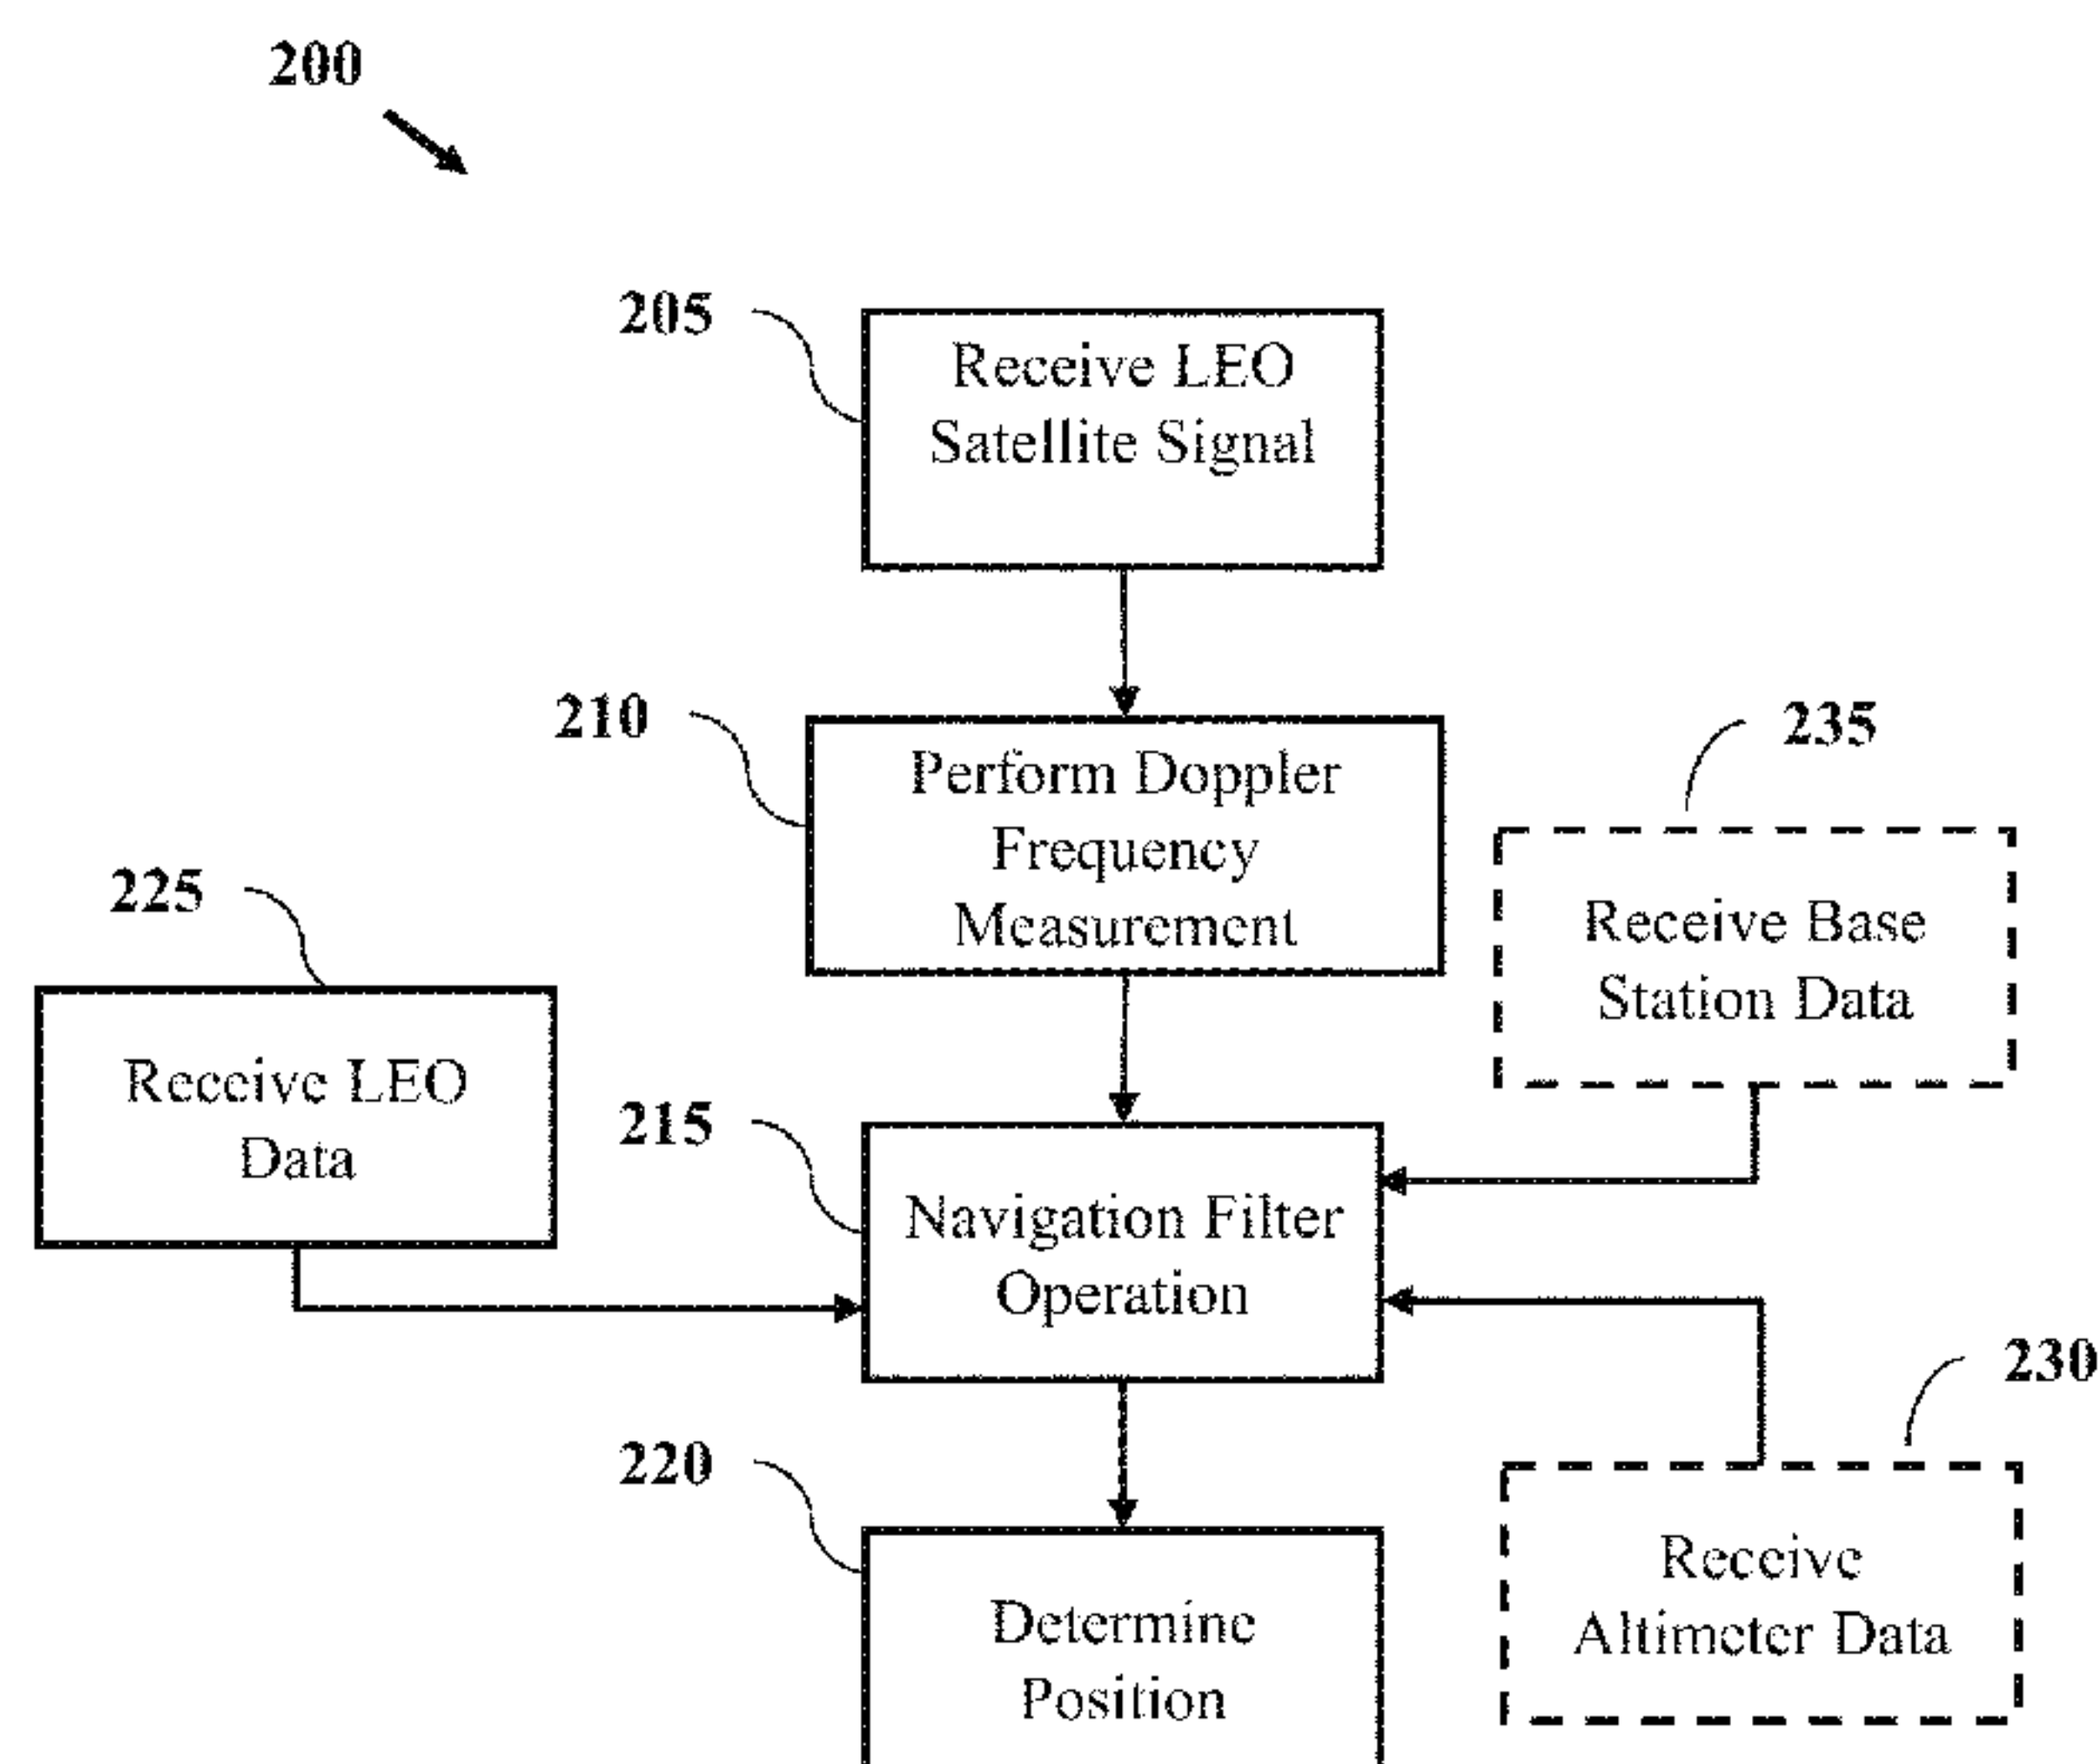 200
205
Receive LEO
Satellite Signal
210
Perform Doppler
Frequency
Measurement
235
Receive Base
Station Data
225
Receive LEO
Data
215
Navigation Filter
Operation
230
Receive
Altimeter Data
220
Determine
Position